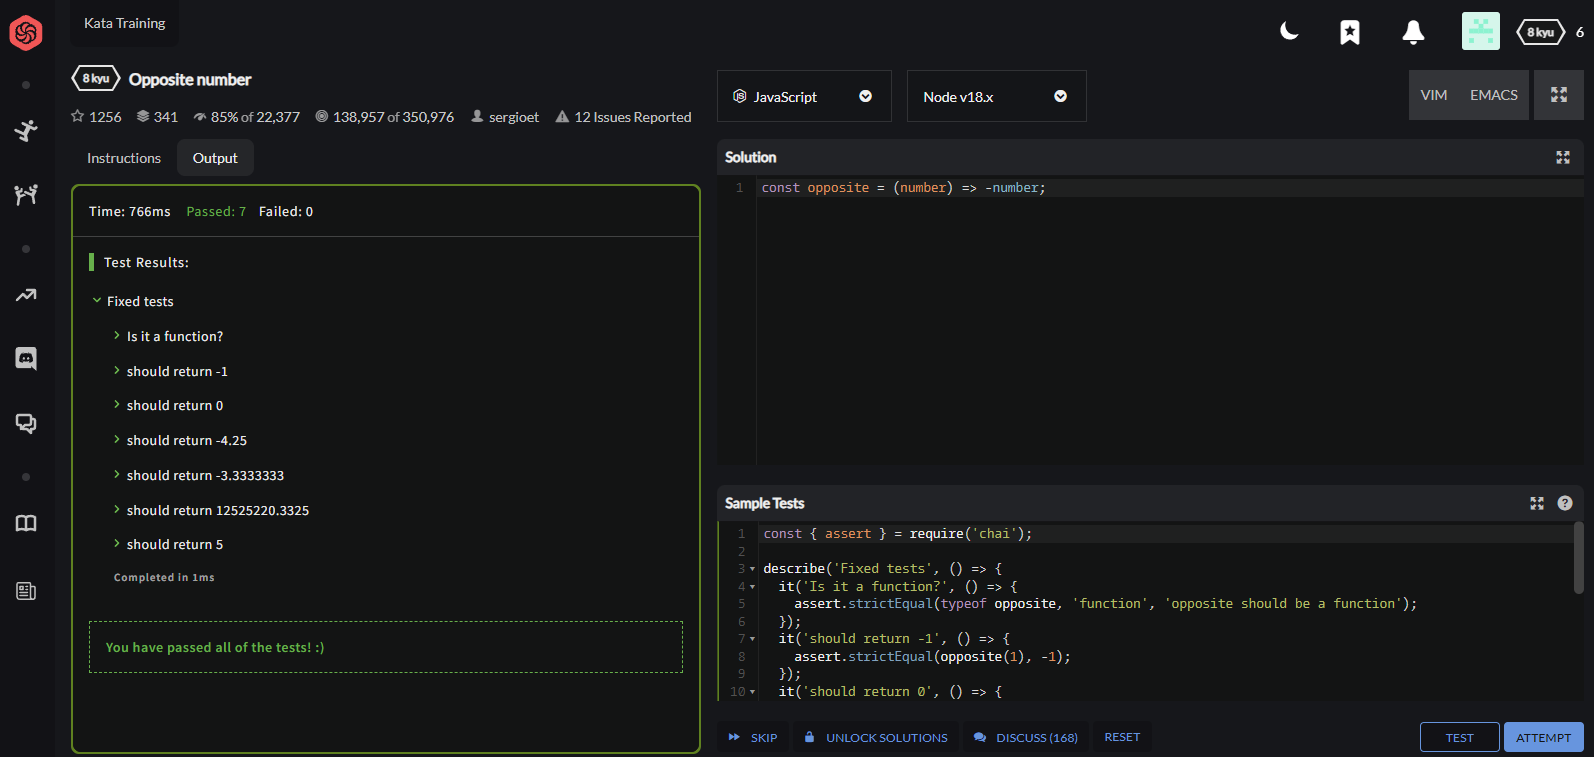 Kata Training
8 kyu
6
8 kyu Opposite number
1256 341 85% of 22,377 138,957 of 350,976 sergioet 12 Issues Reported
Instructions Output
Time: 766ms Passed: 7 Failed: 0
Test Results:
Fixed tests
Is it a function?
should return -1
should return 0
should return -4.25
should return -3.3333333
should return 12525220.3325
should return 5
Completed in 1ms
You have passed all of the tests! :)
JS JavaScript Node v18.x VIM EMACS
Solution
1 const opposite = (number) => -number;
Sample Tests ?
1 const { assert } = require('chai');
2
3 describe('Fixed tests', () => {
4 it('Is it a function?', () => {
5 assert.strictEqual(typeof opposite, 'function', 'opposite should be a function');
6 });
7 it('should return -1', () => {
8 assert.strictEqual(opposite(1), -1);
9 });
10 it('should return 0', () => {
SKIP UNLOCK SOLUTIONS DISCUSS (168) RESET TEST ATTEMPT